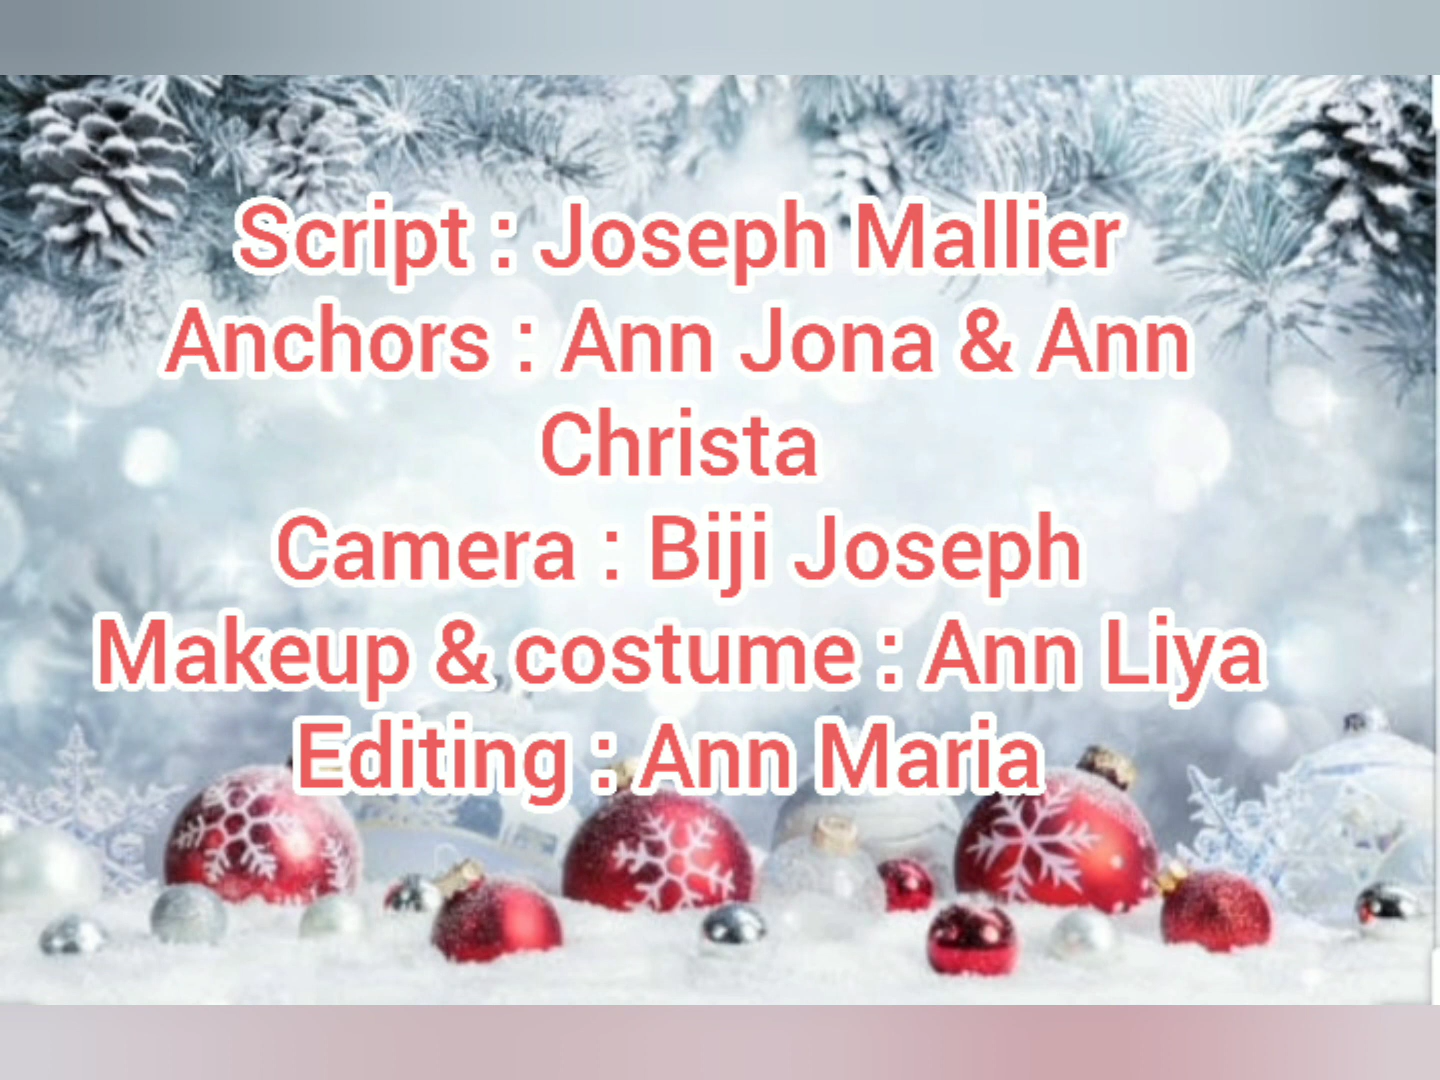 Script : Joseph Mallier
Anchors : Ann Jona & Ann
Christa
Camera : Biji Joseph
Makeup & costume : Ann Liya
Editing : Ann Maria